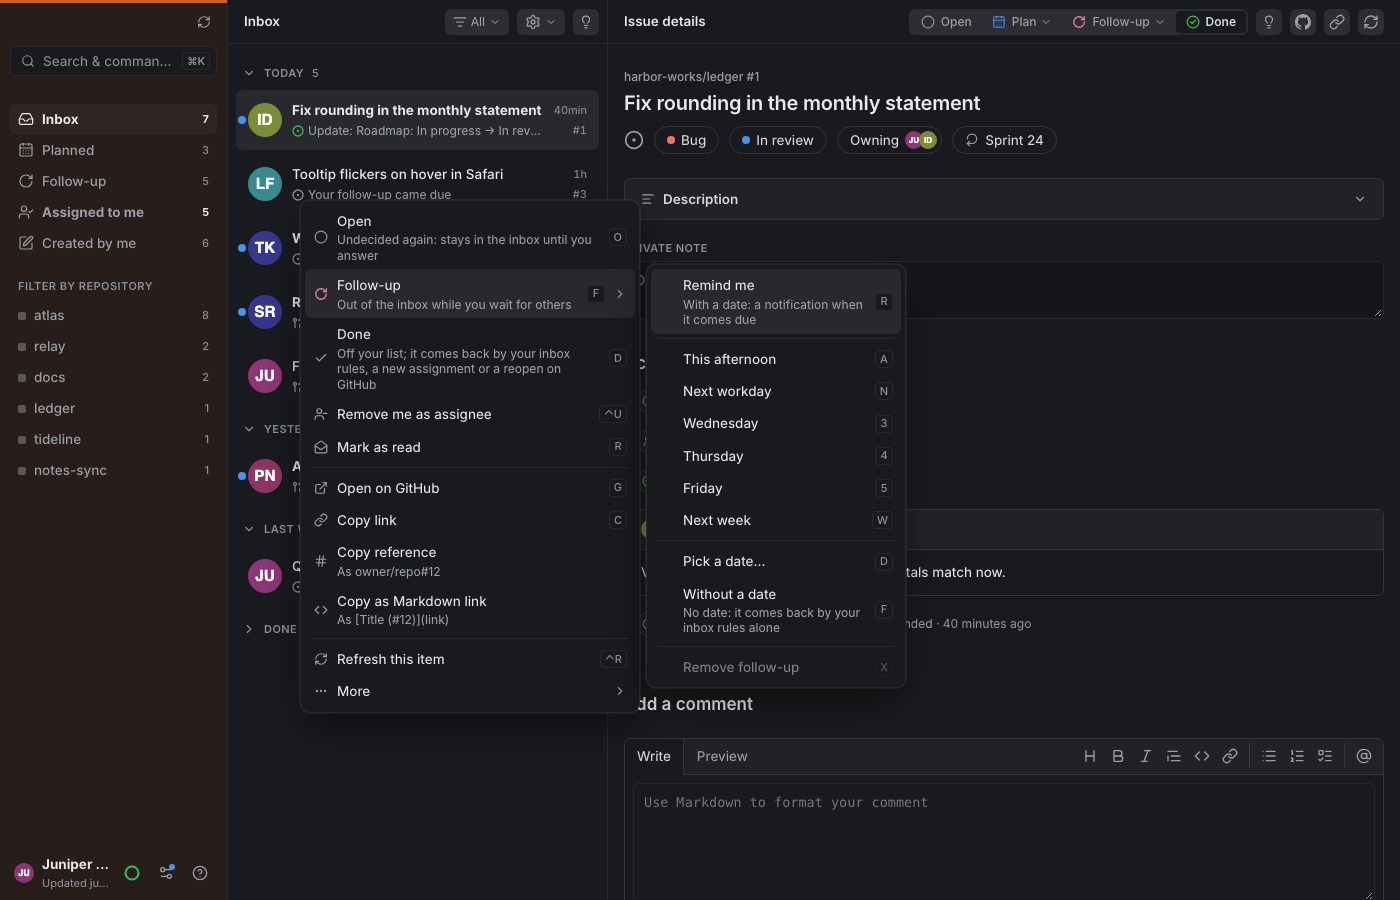 Search & comman... ⌘K
Inbox 7
Planned 3
Follow-up 5
Assigned to me 5
Created by me 6
FILTER BY REPOSITORY
atlas 8
relay 2
docs 2
ledger 1
tideline 1
notes-sync 1
JU Juniper ...
Updated ju...
Inbox All
TODAY 5
ID Fix rounding in the monthly statement 40min
Update: Roadmap: In progress → In rev... #1
LF Tooltip flickers on hover in Safari 1h
Your follow-up came due #3
TK
SR
JU
PN
JU
DONE
Open
Undecided again: stays in the inbox until you
answer
O
Follow-up
Out of the inbox while you wait for others
F
Done
Off your list; it comes back by your inbox
rules, a new assignment or a reopen on
GitHub
D
Remove me as assignee ^U
Mark as read R
Open on GitHub G
Copy link C
Copy reference
As owner/repo#12
Copy as Markdown link
As [Title (#12)](link)
Refresh this item ^R
More
Remind me
With a date: a notification when
it comes due
R
This afternoon A
Next workday N
Wednesday 3
Thursday 4
Friday 5
Next week W
Pick a date... D
Without a date
No date: it comes back by your
inbox rules alone
F
Remove follow-up X
Issue details Open Plan Follow-up Done
harbor-works/ledger #1
Fix rounding in the monthly statement
Bug In review Owning JU ID Sprint 24
Description
NOTE
match now.
· 40 minutes ago
a comment
Write Preview
Use Markdown to format your comment